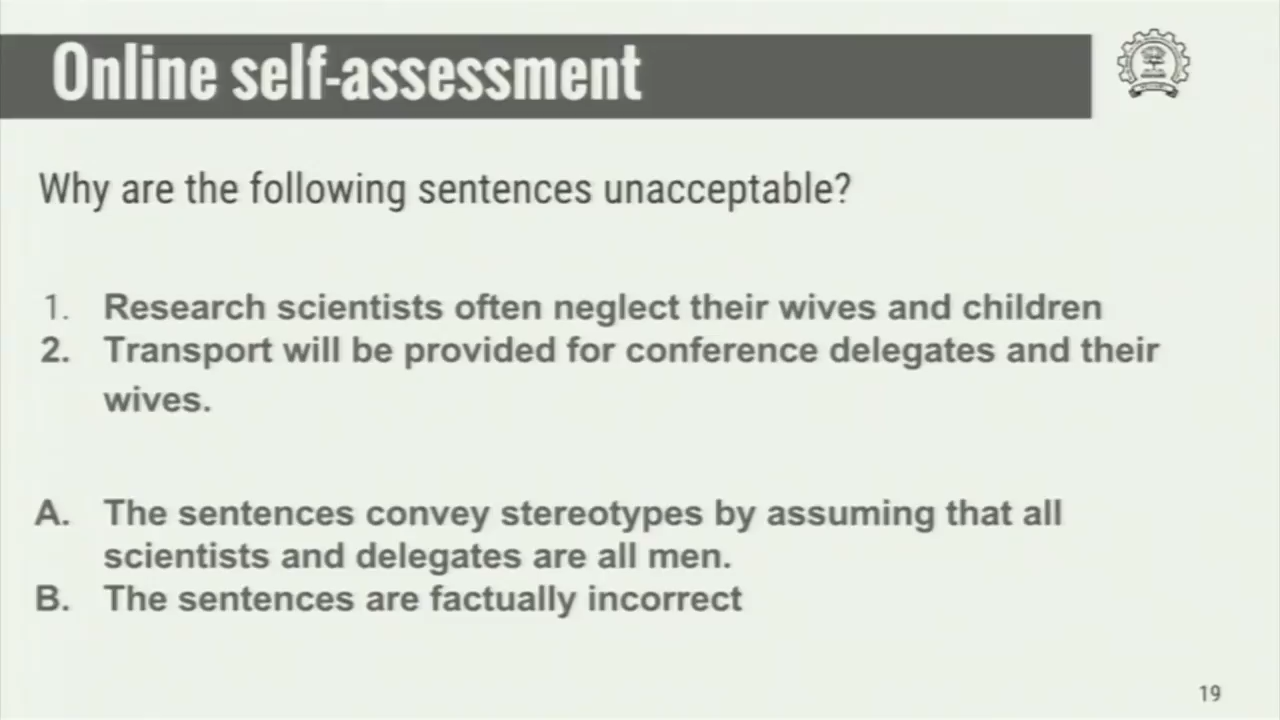 Online self-assessment
Why are the following sentences unacceptable?
1. Research scientists often neglect their wives and children
2. Transport will be provided for conference delegates and their
wives.
A. The sentences convey stereotypes by assuming that all
scientists and delegates are all men.
B. The sentences are factually incorrect
19